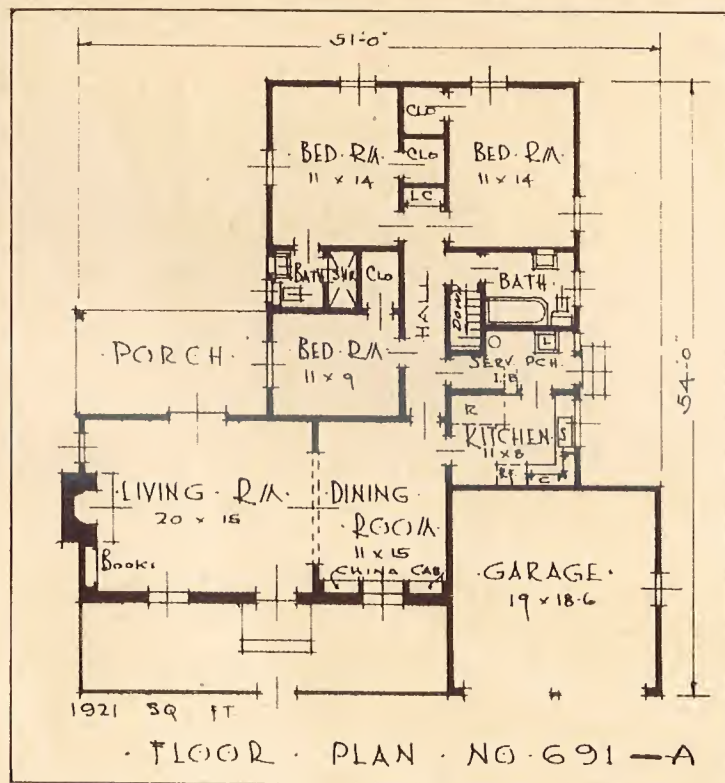 51'-0"
CLO
BED·RM·
11 x 14
CLO
BED·RM·
11 x 14
LC
BATH
SHR
CLO
HALL
DOWN
BATH·
PORCH·
BED·RM
11 x 9
SERV PCH.
I.B
54'-0"
R
KITCHEN
11 x 8
S
C
·LIVING·RM·
20 x 15
DINING·
ROOM
11 x 15
Books
CHINA CAB.
·GARAGE·
19 x 18-6
1921 SQ FT
·FLOOR·PLAN·NO·691—A